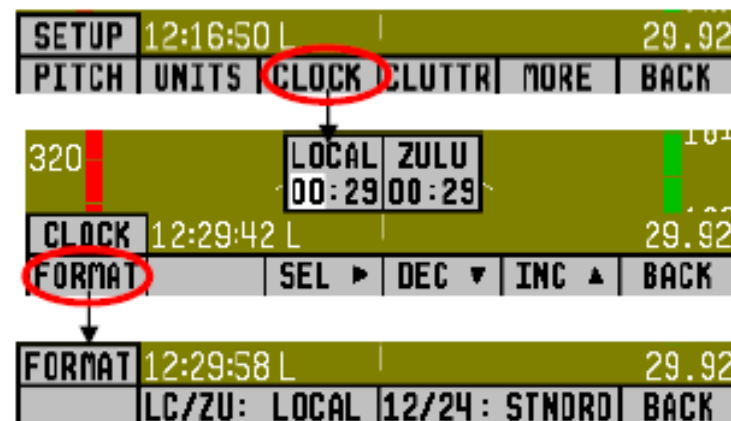 SETUP 12:16:50 L 29.92
PITCH UNITS CLOCK CLUTTR MORE BACK
320 LOCAL ZULU
00:29 00:29
CLOCK 12:29:42 L 29.92
FORMAT SEL ► DEC ▼ INC ▲ BACK
FORMAT 12:29:58 L 29.92
LC/ZU: LOCAL 12/24: STNDRD BACK